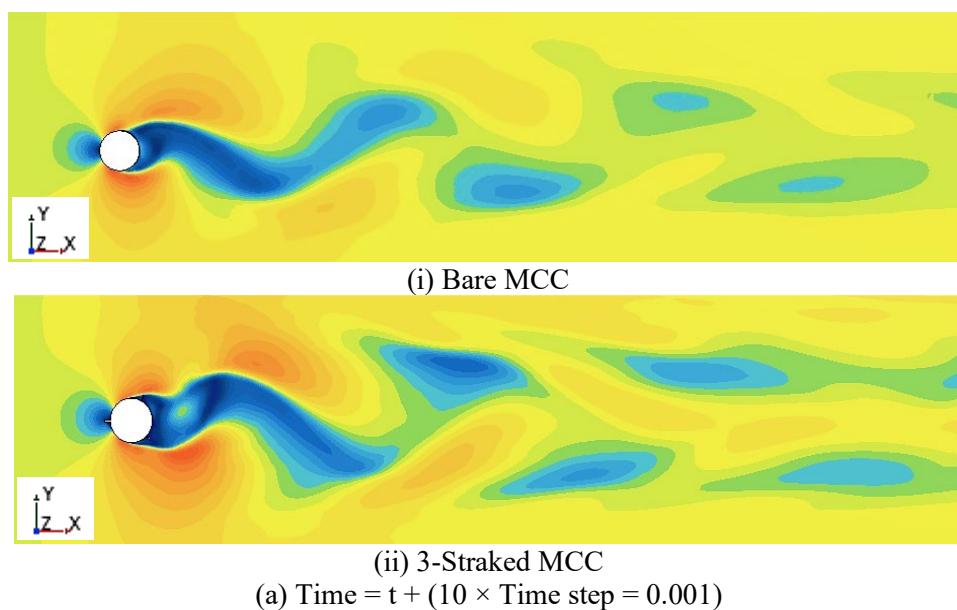 Y
Z X
(i) Bare MCC
Y
Z X
(ii) 3-Straked MCC
(a) Time = t + (10 × Time step = 0.001)